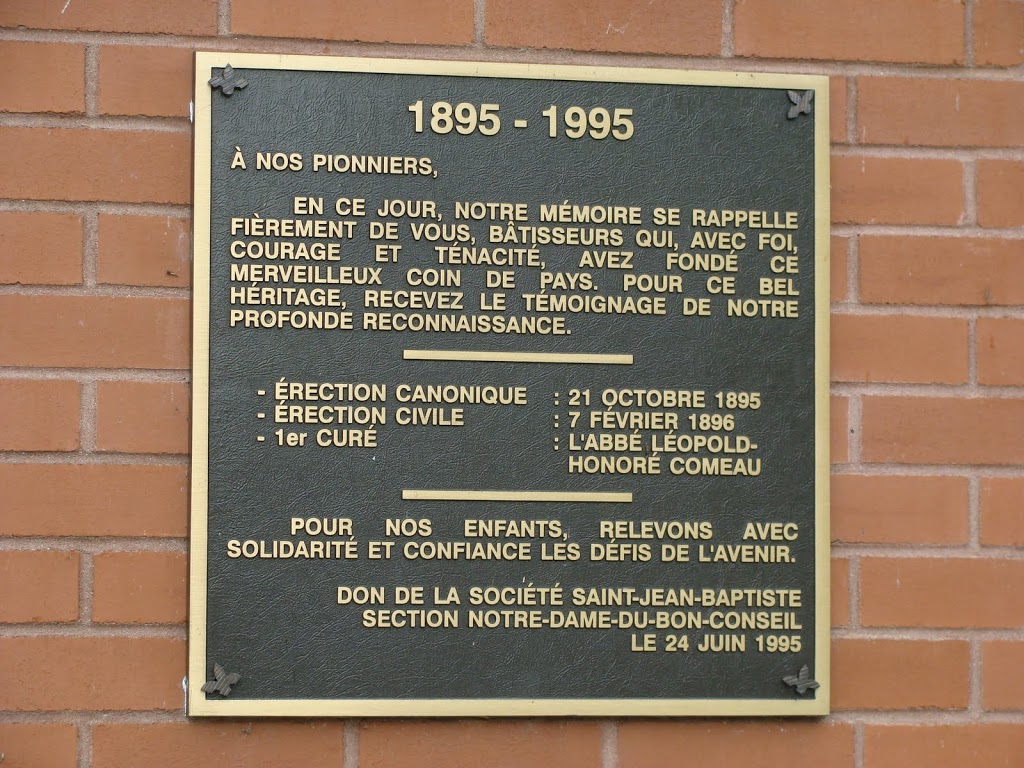 1895 - 1995
À NOS PIONNIERS,
EN CE JOUR, NOTRE MÉMOIRE SE RAPPELLE
FIÈREMENT DE VOUS, BÂTISSEURS QUI, AVEC FOI,
COURAGE ET TÉNACITÉ, AVEZ FONDÉ CE
MERVEILLEUX COIN DE PAYS. POUR CE BEL
HÉRITAGE, RECEVEZ LE TÉMOIGNAGE DE NOTRE
PROFONDE RECONNAISSANCE.
- ÉRECTION CANONIQUE : 21 OCTOBRE 1895
- ÉRECTION CIVILE : 7 FÉVRIER 1896
- 1er CURÉ : L'ABBÉ LÉOPOLD-
HONORÉ COMEAU
POUR NOS ENFANTS, RELEVONS AVEC
SOLIDARITÉ ET CONFIANCE LES DÉFIS DE L'AVENIR.
DON DE LA SOCIÉTÉ SAINT-JEAN-BAPTISTE
SECTION NOTRE-DAME-DU-BON-CONSEIL
LE 24 JUIN 1995